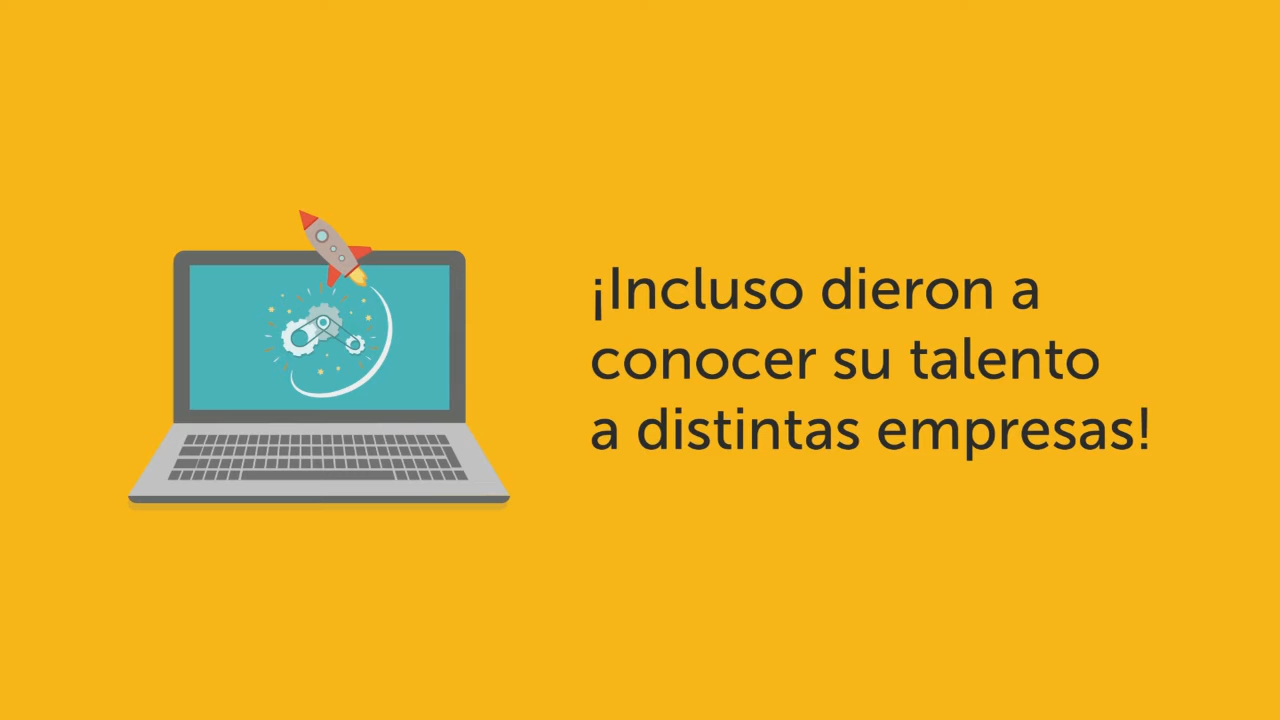 ¡Incluso dieron a
conocer su talento
a distintas empresas!